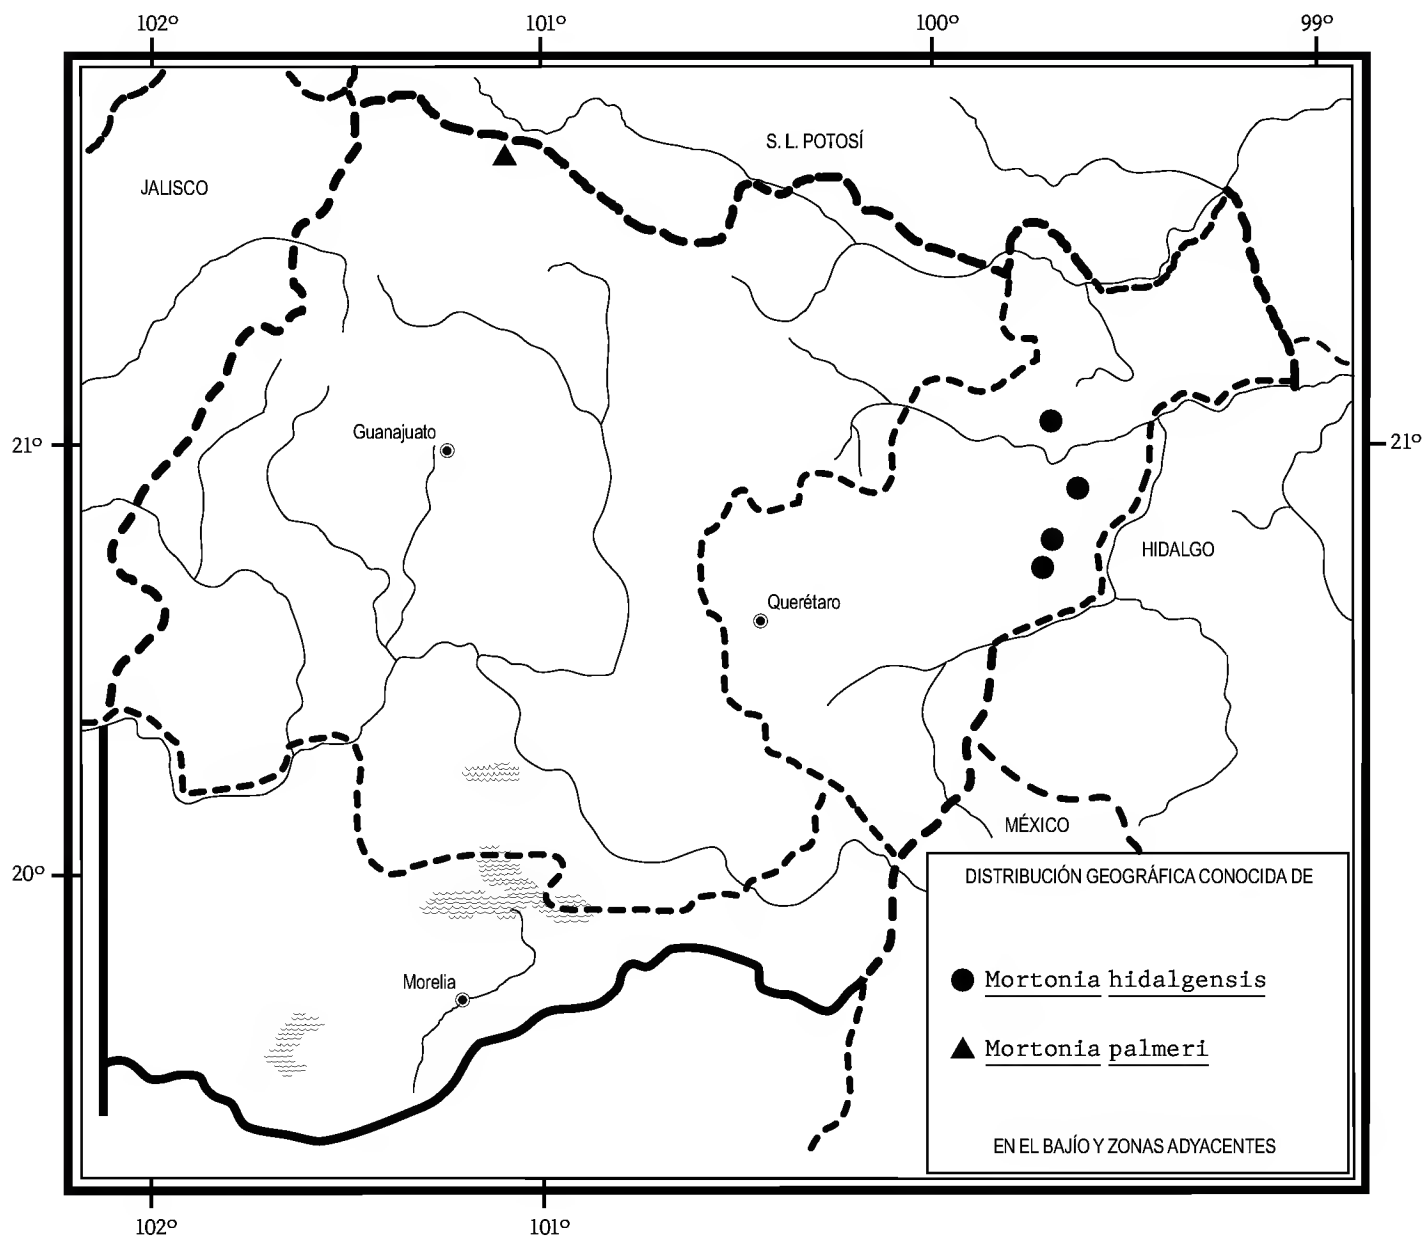 102º 101º 100º 99º
S. L. POTOSÍ
JALISCO
Guanajuato
21º 21º
HIDALGO
Querétaro
MÉXICO
20º
DISTRIBUCIÓN GEOGRÁFICA CONOCIDA DE
Mortonia hidalgensis
Morelia
Mortonia palmeri
EN EL BAJÍO Y ZONAS ADYACENTES
102º 101º